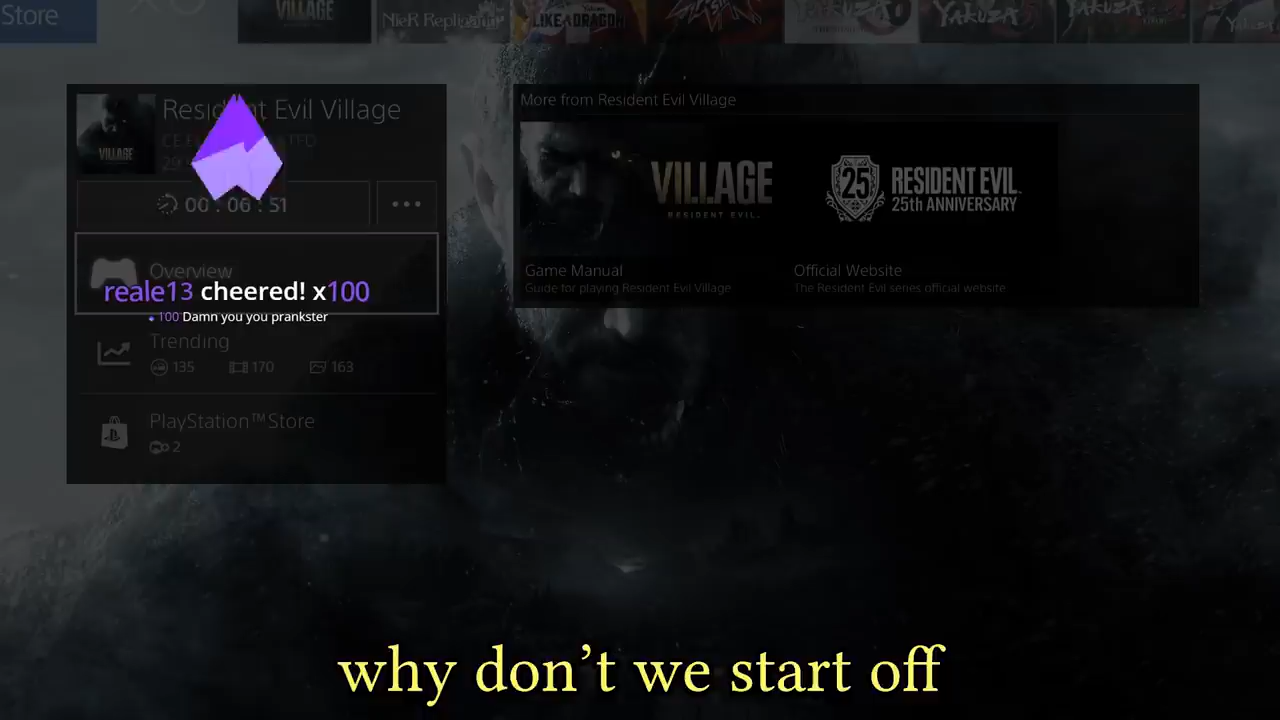 Store
VILLAGE
NieR Replicant
LIKE A DRAGON
YAKUZA
YAKUZA
Resident Evil Village
VILLAGE
00 : 06 : 51
Overview
reale13 cheered! x100
100 Damn you you prankster
Trending
135 170 163
PlayStation™Store
2
More from Resident Evil Village
VILLAGE
RESIDENT EVIL.
25 RESIDENT EVIL.
25th ANNIVERSARY
Game Manual
Guide for playing Resident Evil Village
Official Website
The Resident Evil series official website
why don't we start off